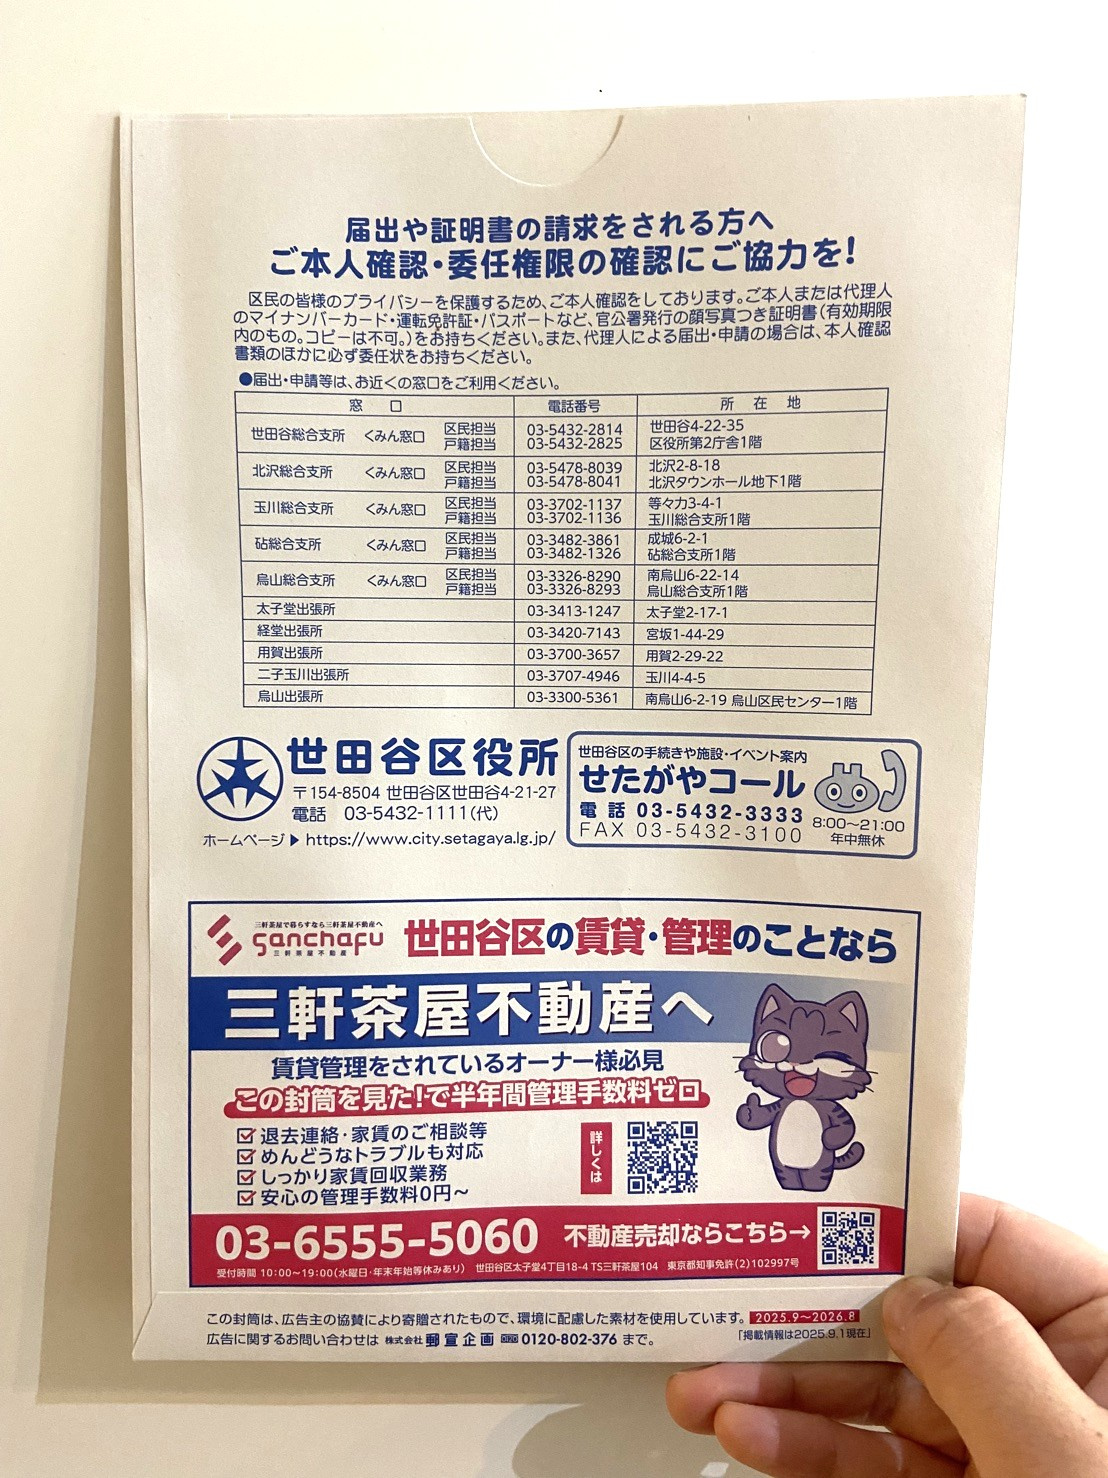 届出や証明書の請求をされる方へ
ご本人確認・委任権限の確認にご協力を!
区民の皆様のプライバシーを保護するため、ご本人確認をしております。ご本人または代理人
のマイナンバーカード・運転免許証・パスポートなど、官公署発行の顔写真つき証明書(有効期限
内のもの。コピーは不可。)をお持ちください。また、代理人による届出・申請の場合は、本人確認
書類のほかに必ず委任状をお持ちください。
●届出・申請等は、お近くの窓口をご利用ください。
窓口 電話番号 所在地
世田谷総合支所 くみん窓口 区民担当 03-5432-2814 世田谷4-22-35
戸籍担当 03-5432-2825 区役所第2庁舎1階
北沢総合支所 くみん窓口 区民担当 03-5478-8039 北沢2-8-18
戸籍担当 03-5478-8041 北沢タウンホール地下1階
玉川総合支所 くみん窓口 区民担当 03-3702-1137 等々力3-4-1
戸籍担当 03-3702-1136 玉川総合支所1階
砧総合支所 くみん窓口 区民担当 03-3482-3861 成城6-2-1
戸籍担当 03-3482-1326 砧総合支所1階
烏山総合支所 くみん窓口 区民担当 03-3326-8290 南烏山6-22-14
戸籍担当 03-3326-8293 烏山総合支所1階
太子堂出張所 03-3413-1247 太子堂2-17-1
経堂出張所 03-3420-7143 宮坂1-44-29
用賀出張所 03-3700-3657 用賀2-29-22
二子玉川出張所 03-3707-4946 玉川4-4-5
烏山出張所 03-3300-5361 南烏山6-2-19 烏山区民センター1階
世田谷区役所
〒154-8504 世田谷区世田谷4-21-27
電話 03-5432-1111(代)
ホームページ▶https://www.city.setagaya.lg.jp/
世田谷区の手続きや施設・イベント案内
せたがやコール
電話 03-5432-3333
FAX 03-5432-3100
8:00〜21:00
年中無休
三軒茶屋で暮らすなら三軒茶屋不動産へ
sanchafu
三軒茶屋不動産
世田谷区の賃貸・管理のことなら
三軒茶屋不動産へ
賃貸管理をされているオーナー様必見
この封筒を見た!で半年間管理手数料ゼロ
退去連絡・家賃のご相談等
めんどうなトラブルも対応
しっかり家賃回収業務
安心の管理手数料0円〜
詳しくは
03-6555-5060 不動産売却ならこちら→
受付時間 10:00〜19:00(水曜日・年末年始等休みあり) 世田谷区太子堂4丁目18-4 TS三軒茶屋104 東京都知事免許(2)102997号
この封筒は、広告主の協賛により寄贈されたもので、環境に配慮した素材を使用しています。 2025.9〜2026.8
広告に関するお問い合わせは 株式会社 郵宣企画 0120-802-376 まで。 「掲載情報は2025.9.1現在」